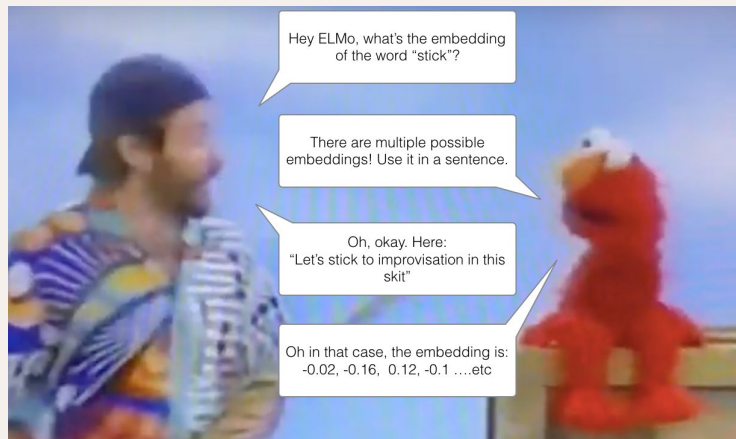 Hey ELMo, what's the embedding
of the word “stick”?
There are multiple possible
embeddings! Use it in a sentence.
Oh, okay. Here:
“Let's stick to improvisation in this
skit”
Oh in that case, the embedding is:
-0.02, -0.16, 0.12, -0.1 ….etc